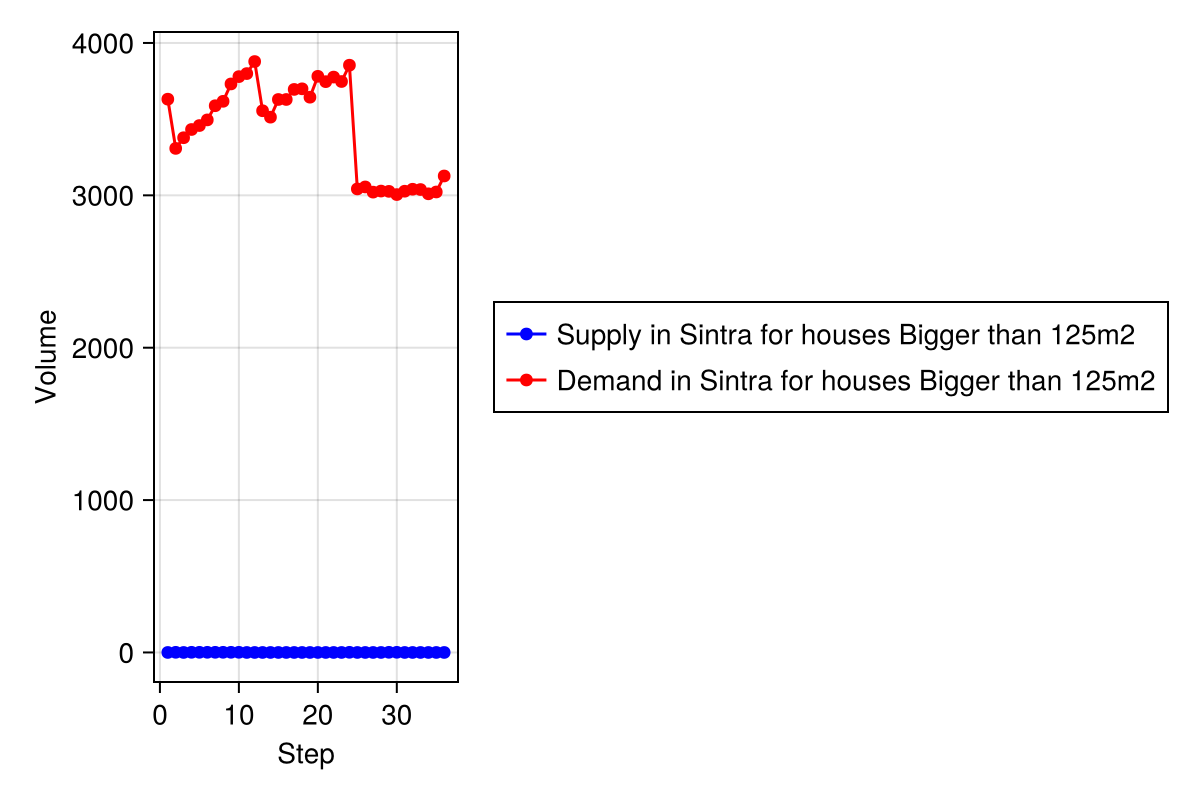 4000
3000
2000
1000
0
Volume
0 10 20 30
Step
Supply in Sintra for houses Bigger than 125m2
Demand in Sintra for houses Bigger than 125m2